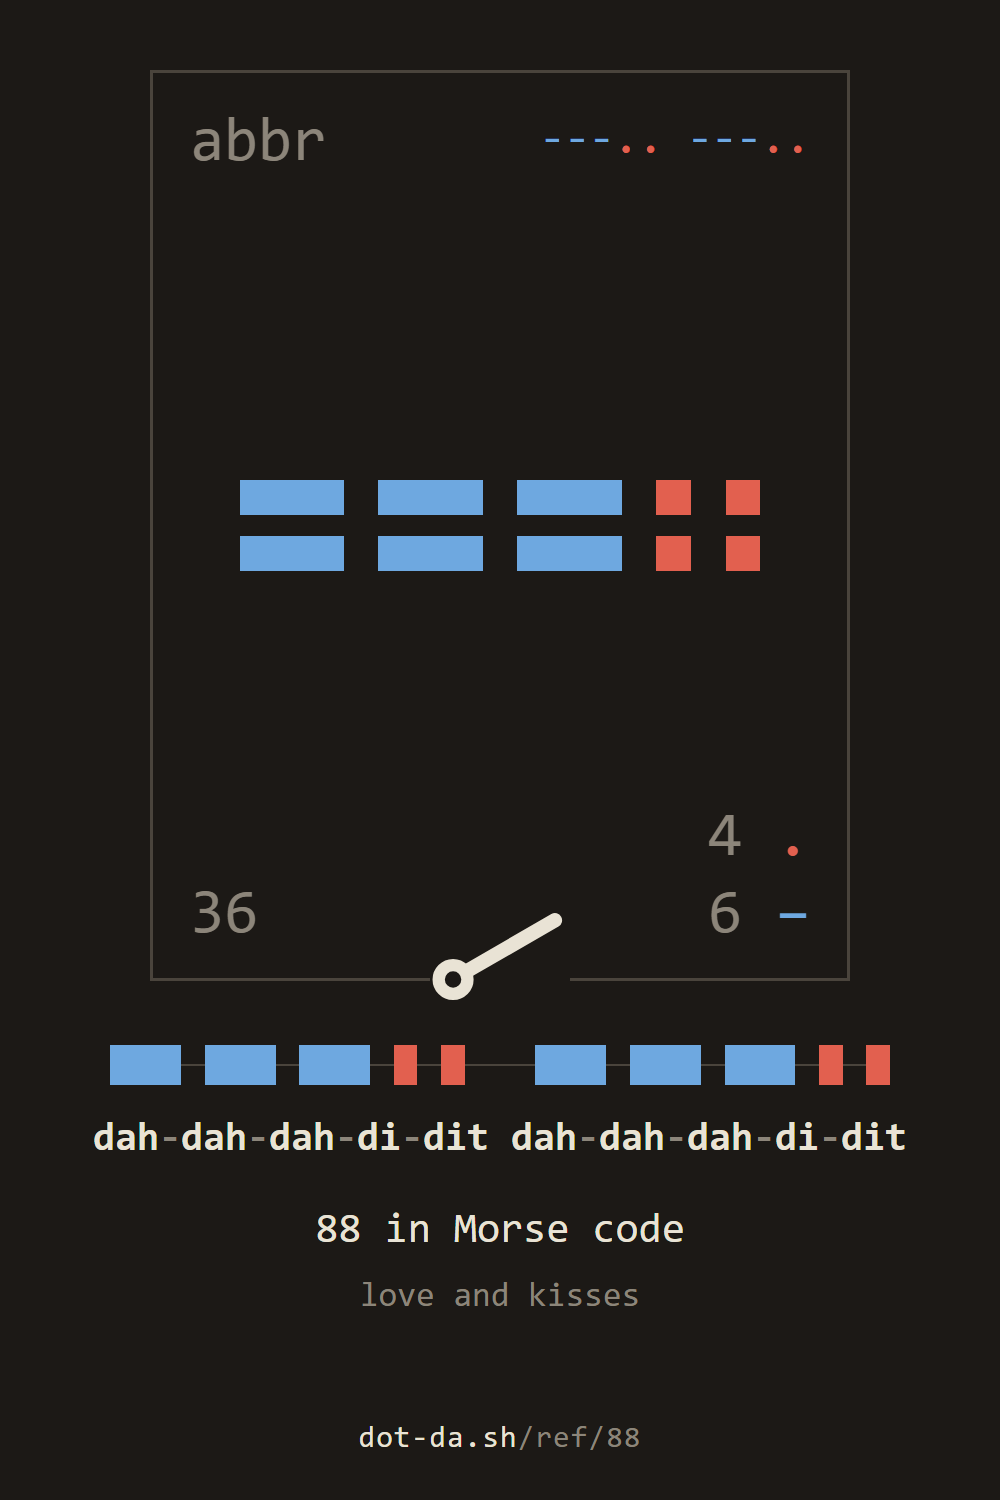 abbr ---.. ---..
4 .
36 6 -
dah-dah-dah-di-dit dah-dah-dah-di-dit
88 in Morse code
love and kisses
dot-da.sh/ref/88